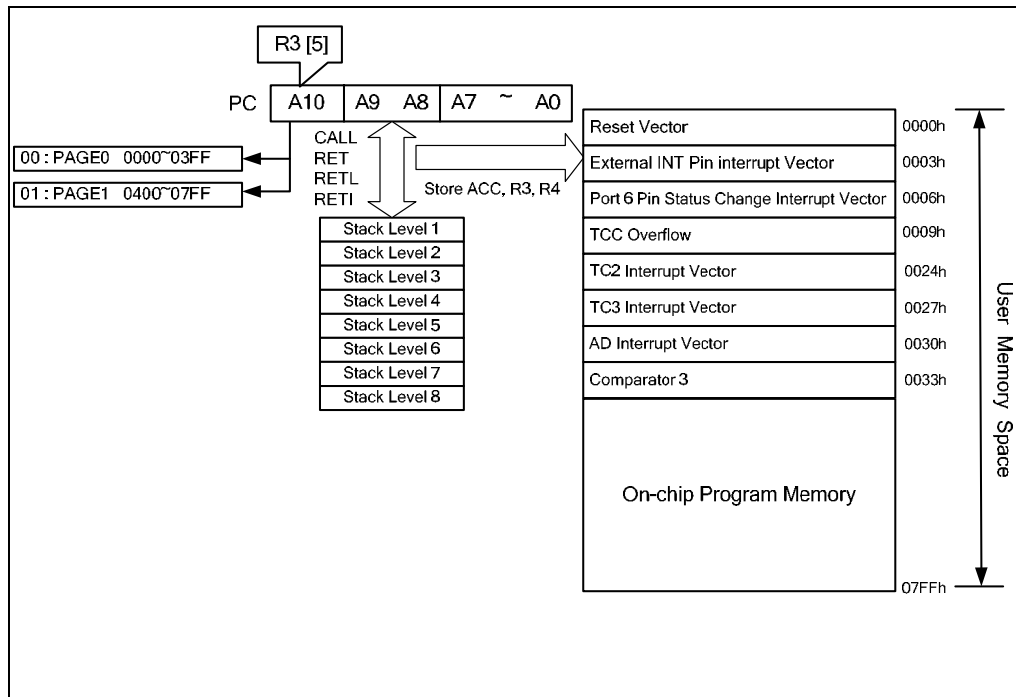 R3 [5]
PC A10 A9 A8 A7 ~ A0
00 : PAGE0 0000~03FF
01 : PAGE1 0400~07FF
CALL
RET
RETL
RETI
Store ACC, R3, R4
Stack Level 1
Stack Level 2
Stack Level 3
Stack Level 4
Stack Level 5
Stack Level 6
Stack Level 7
Stack Level 8
Reset Vector 0000h
External INT Pin interrupt Vector 0003h
Port 6 Pin Status Change Interrupt Vector 0006h
TCC Overflow 0009h
TC2 Interrupt Vector 0024h
TC3 Interrupt Vector 0027h
AD Interrupt Vector 0030h
Comparator 3 0033h
On-chip Program Memory
07FFh
User Memory Space